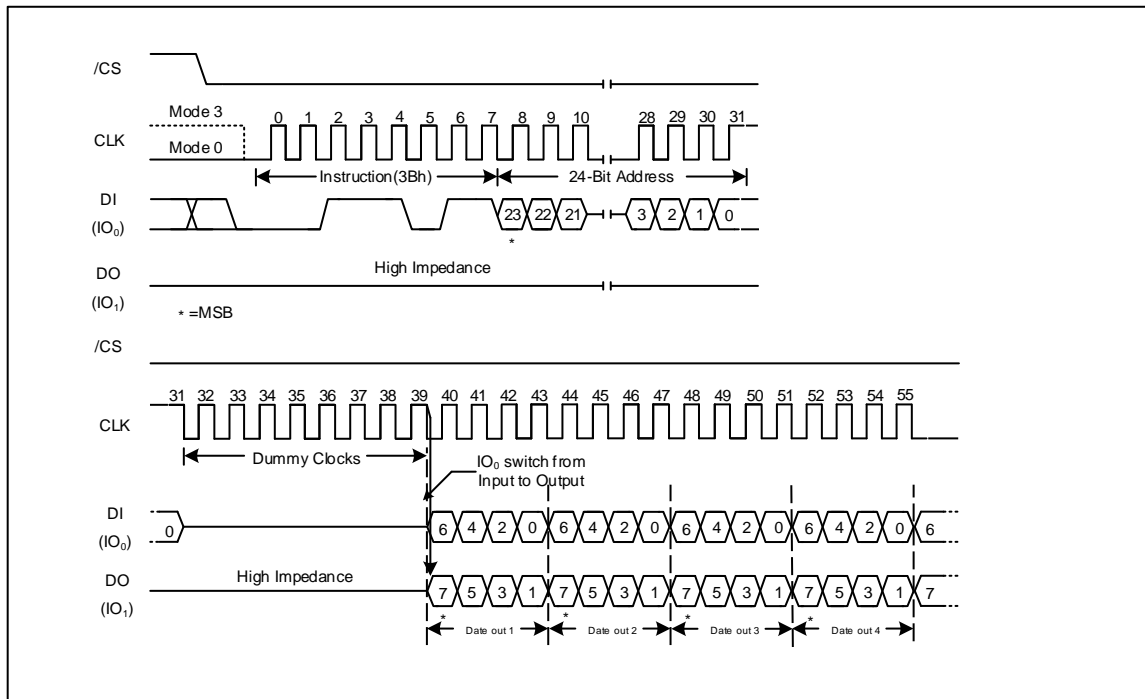 /CS
Mode 3
CLK
Mode 0
0 1 2 3 4 5 6 7 8 9 10 28 29 30 31
Instruction(3Bh)
24-Bit Address
DI
(IO₀)
23 22 21 3 2 1 0
*
DO
(IO₁)
High Impedance
* =MSB
/CS
31 32 33 34 35 36 37 38 39 40 41 42 43 44 45 46 47 48 49 50 51 52 53 54 55
CLK
Dummy Clocks
IO₀ switch from
Input to Output
DI
(IO₀)
0 6 4 2 0 6 4 2 0 6 4 2 0 6 4 2 0 6
DO
(IO₁)
High Impedance
7 5 3 1 7 5 3 1 7 5 3 1 7 5 3 1 7
* * * *
Date out 1 Date out 2 Date out 3 Date out 4